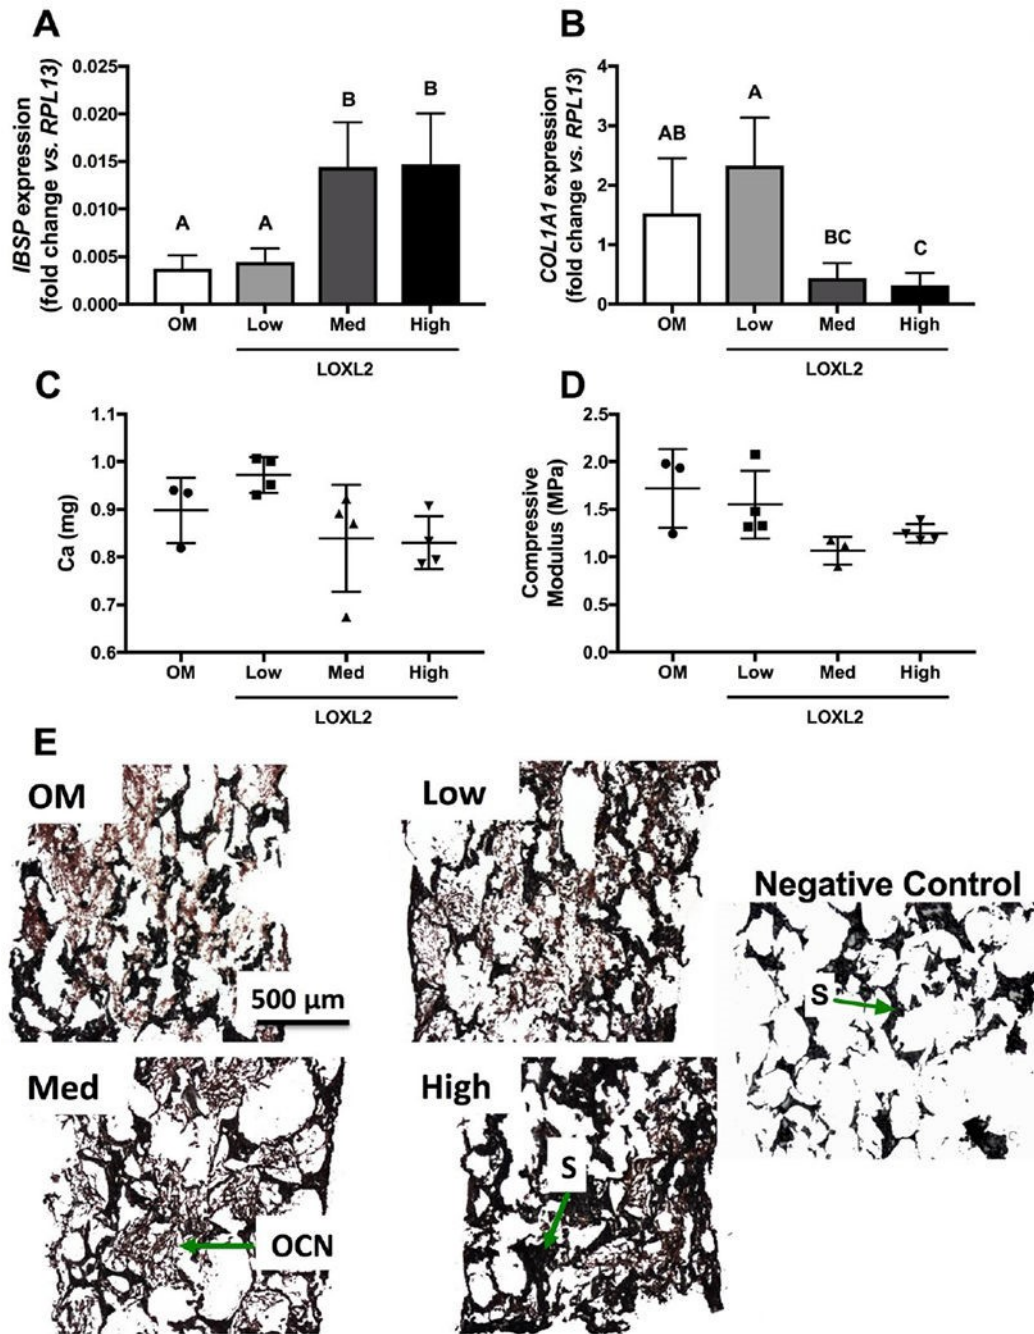 A
IBSP expression
(fold change vs. RPL13)
0.025
0.020
0.015
0.010
0.005
0.000
A
A
B
B
OM
Low
Med
High
LOXL2
B
COL1A1 expression
(fold change vs. RPL13)
4
3
2
1
0
AB
A
BC
C
OM
Low
Med
High
LOXL2
C
Ca (mg)
1.1
1.0
0.9
0.8
0.7
0.6
OM
Low
Med
High
LOXL2
D
Compressive
Modulus (MPa)
2.5
2.0
1.5
1.0
0.5
0.0
OM
Low
Med
High
LOXL2
E
OM
500 µm
Low
Negative Control
S
Med
OCN
High
S